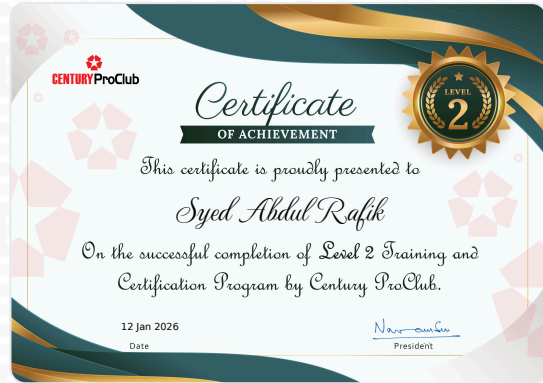 CENTURY ProClub
LEVEL
2
Certificate
OF ACHIEVEMENT
This certificate is proudly presented to
Syed Abdul Rafik
On the successful completion of Level 2 Training and
Certification Program by Century ProClub.
12 Jan 2026
Date
President